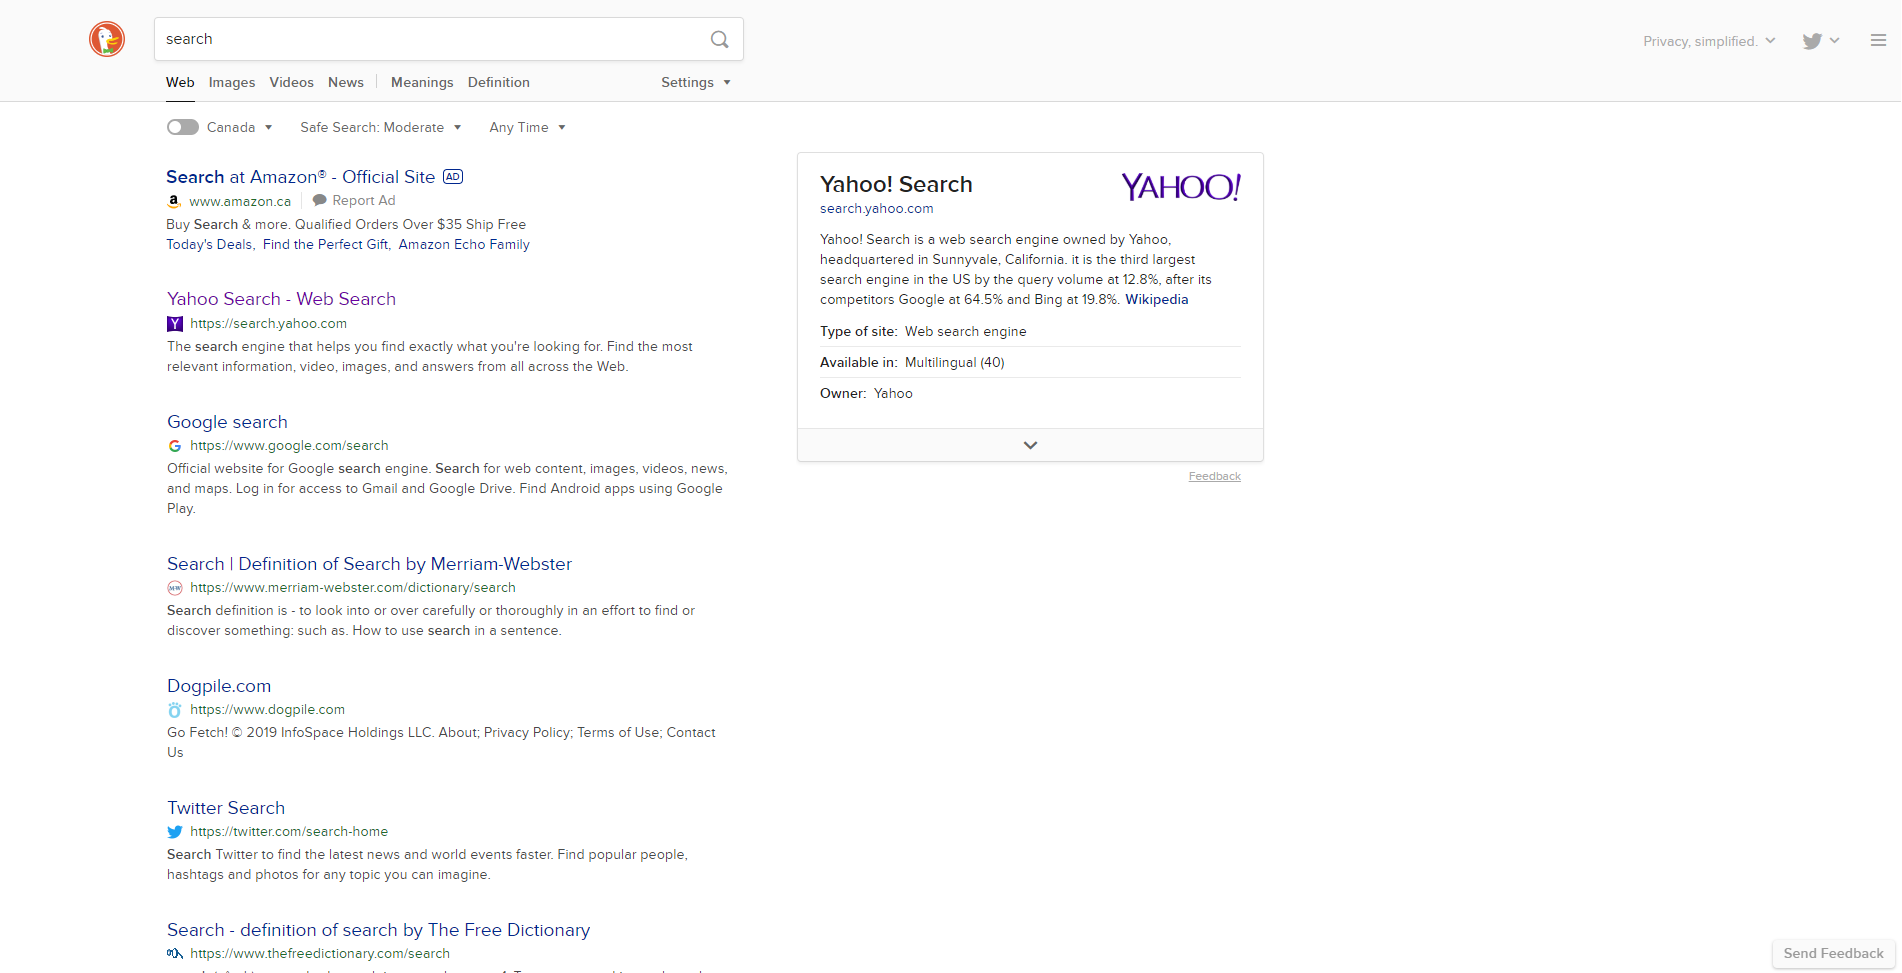 search
Privacy, simplified.
Web Images Videos News Meanings Definition Settings
Canada Safe Search: Moderate Any Time
Search at Amazon® - Official Site AD
www.amazon.ca Report Ad
Buy Search & more. Qualified Orders Over $35 Ship Free
Today's Deals, Find the Perfect Gift, Amazon Echo Family
Yahoo Search - Web Search
https://search.yahoo.com
The search engine that helps you find exactly what you're looking for. Find the most
relevant information, video, images, and answers from all across the Web.
Google search
https://www.google.com/search
Official website for Google search engine. Search for web content, images, videos, news,
and maps. Log in for access to Gmail and Google Drive. Find Android apps using Google
Play.
Search | Definition of Search by Merriam-Webster
https://www.merriam-webster.com/dictionary/search
Search definition is - to look into or over carefully or thoroughly in an effort to find or
discover something: such as. How to use search in a sentence.
Dogpile.com
https://www.dogpile.com
Go Fetch! © 2019 InfoSpace Holdings LLC. About; Privacy Policy; Terms of Use; Contact
Us
Twitter Search
https://twitter.com/search-home
Search Twitter to find the latest news and world events faster. Find popular people,
hashtags and photos for any topic you can imagine.
Search - definition of search by The Free Dictionary
https://www.thefreedictionary.com/search
Yahoo! Search
YAHOO!
search.yahoo.com
Yahoo! Search is a web search engine owned by Yahoo,
headquartered in Sunnyvale, California. it is the third largest
search engine in the US by the query volume at 12.8%, after its
competitors Google at 64.5% and Bing at 19.8%. Wikipedia
Type of site: Web search engine
Available in: Multilingual (40)
Owner: Yahoo
Feedback
Send Feedback